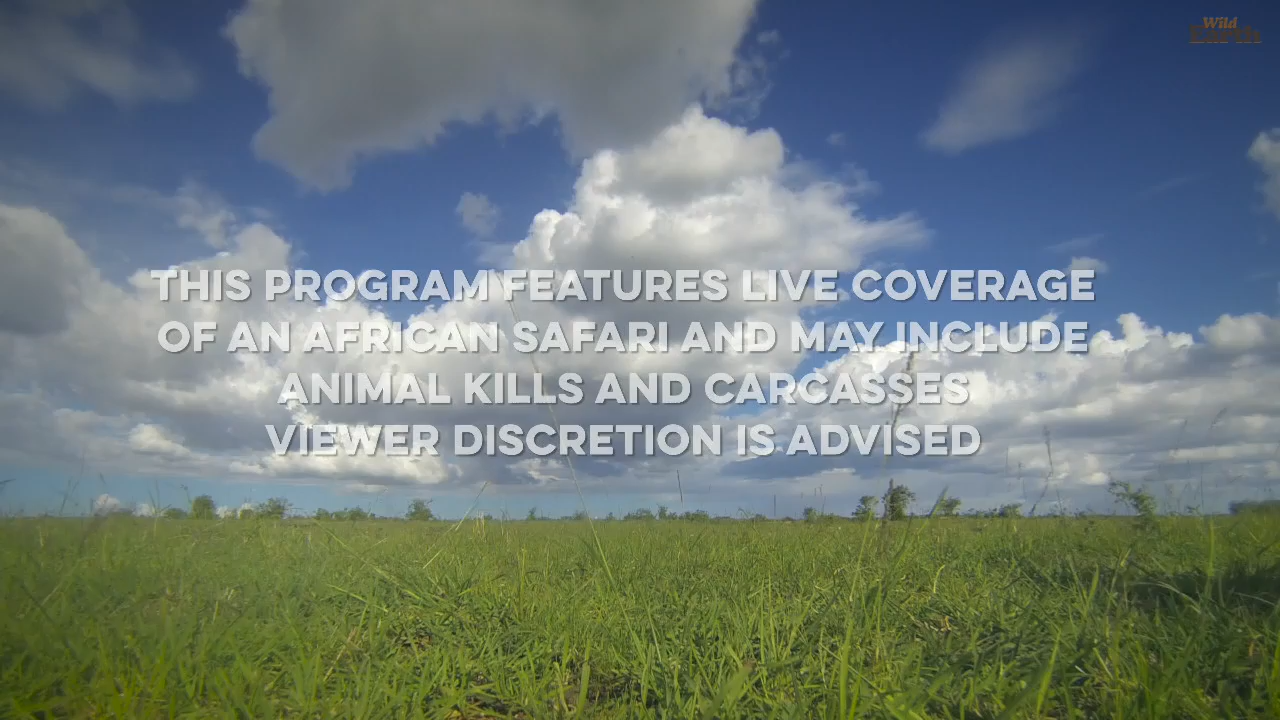 Wild
Earth
THIS PROGRAM FEATURES LIVE COVERAGE
OF AN AFRICAN SAFARI AND MAY INCLUDE
ANIMAL KILLS AND CARCASSES
VIEWER DISCRETION IS ADVISED